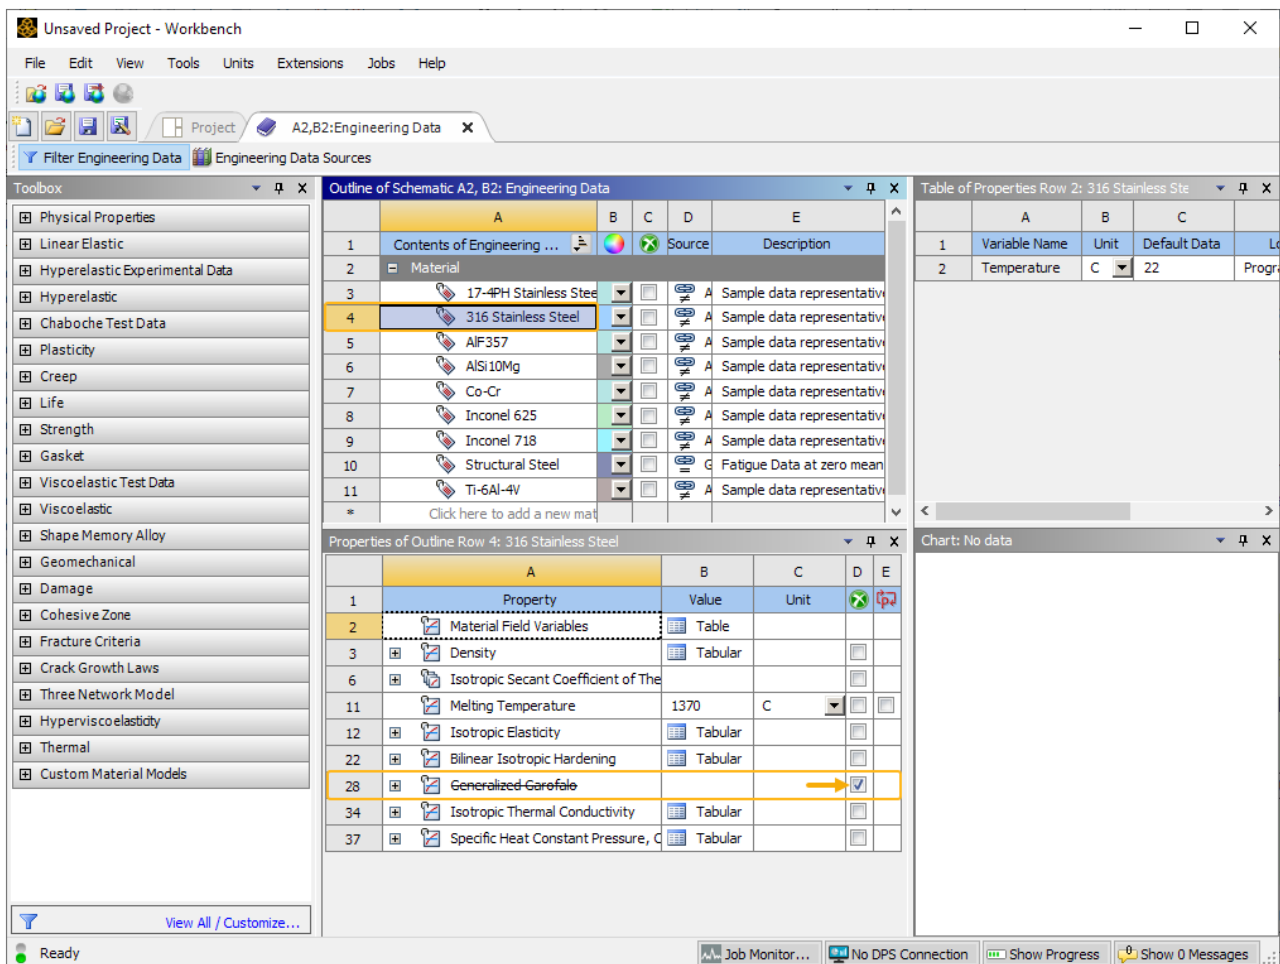 Unsaved Project - Workbench
File Edit View Tools Units Extensions Jobs Help
Project A2,B2:Engineering Data
Filter Engineering Data Engineering Data Sources
Toolbox
Physical Properties
Linear Elastic
Hyperelastic Experimental Data
Hyperelastic
Chaboche Test Data
Plasticity
Creep
Life
Strength
Gasket
Viscoelastic Test Data
Viscoelastic
Shape Memory Alloy
Geomechanical
Damage
Cohesive Zone
Fracture Criteria
Crack Growth Laws
Three Network Model
Hyperviscoelasticity
Thermal
Custom Material Models
View All / Customize...
Outline of Schematic A2, B2: Engineering Data
A B C D E
1 Contents of Engineering ... Source Description
2 Material
3 17-4PH Stainless Stee A Sample data representativ
4 316 Stainless Steel A Sample data representativ
5 AlF357 A Sample data representativ
6 AlSi10Mg A Sample data representativ
7 Co-Cr A Sample data representativ
8 Inconel 625 A Sample data representativ
9 Inconel 718 A Sample data representativ
10 Structural Steel G Fatigue Data at zero mean
11 Ti-6Al-4V A Sample data representativ
* Click here to add a new mat
Properties of Outline Row 4: 316 Stainless Steel
A B C D E
1 Property Value Unit
2 Material Field Variables Table
3 Density Tabular
6 Isotropic Secant Coefficient of The
11 Melting Temperature 1370 C
12 Isotropic Elasticity Tabular
22 Bilinear Isotropic Hardening Tabular
28 Generalized Garofalo
34 Isotropic Thermal Conductivity Tabular
37 Specific Heat Constant Pressure, C Tabular
Table of Properties Row 2: 316 Stainless Ste
A B C
1 Variable Name Unit Default Data Lo
2 Temperature C 22 Progra
Chart: No data
Ready Job Monitor... No DPS Connection Show Progress 0 Show 0 Messages